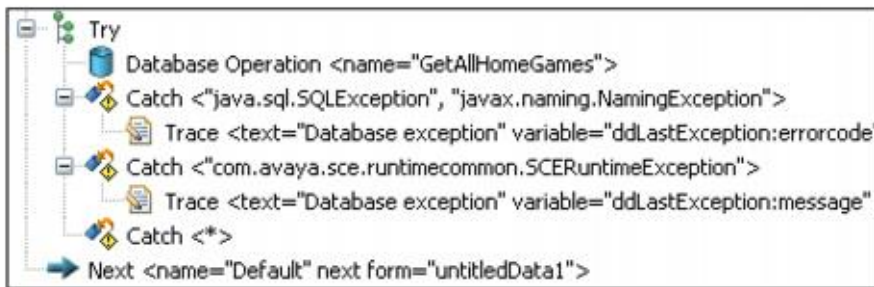 Try
Database Operation <name="GetAllHomeGames">
Catch <"java.sql.SQLException", "javax.naming.NamingException">
Trace <text="Database exception" variable="ddLastException:errorcode"
Catch <"com.avaya.sce.runtimecommon.SCERuntimeException">
Trace <text="Database exception" variable="ddLastException:message"
Catch <*>
Next <name="Default" next form="untitledData1">